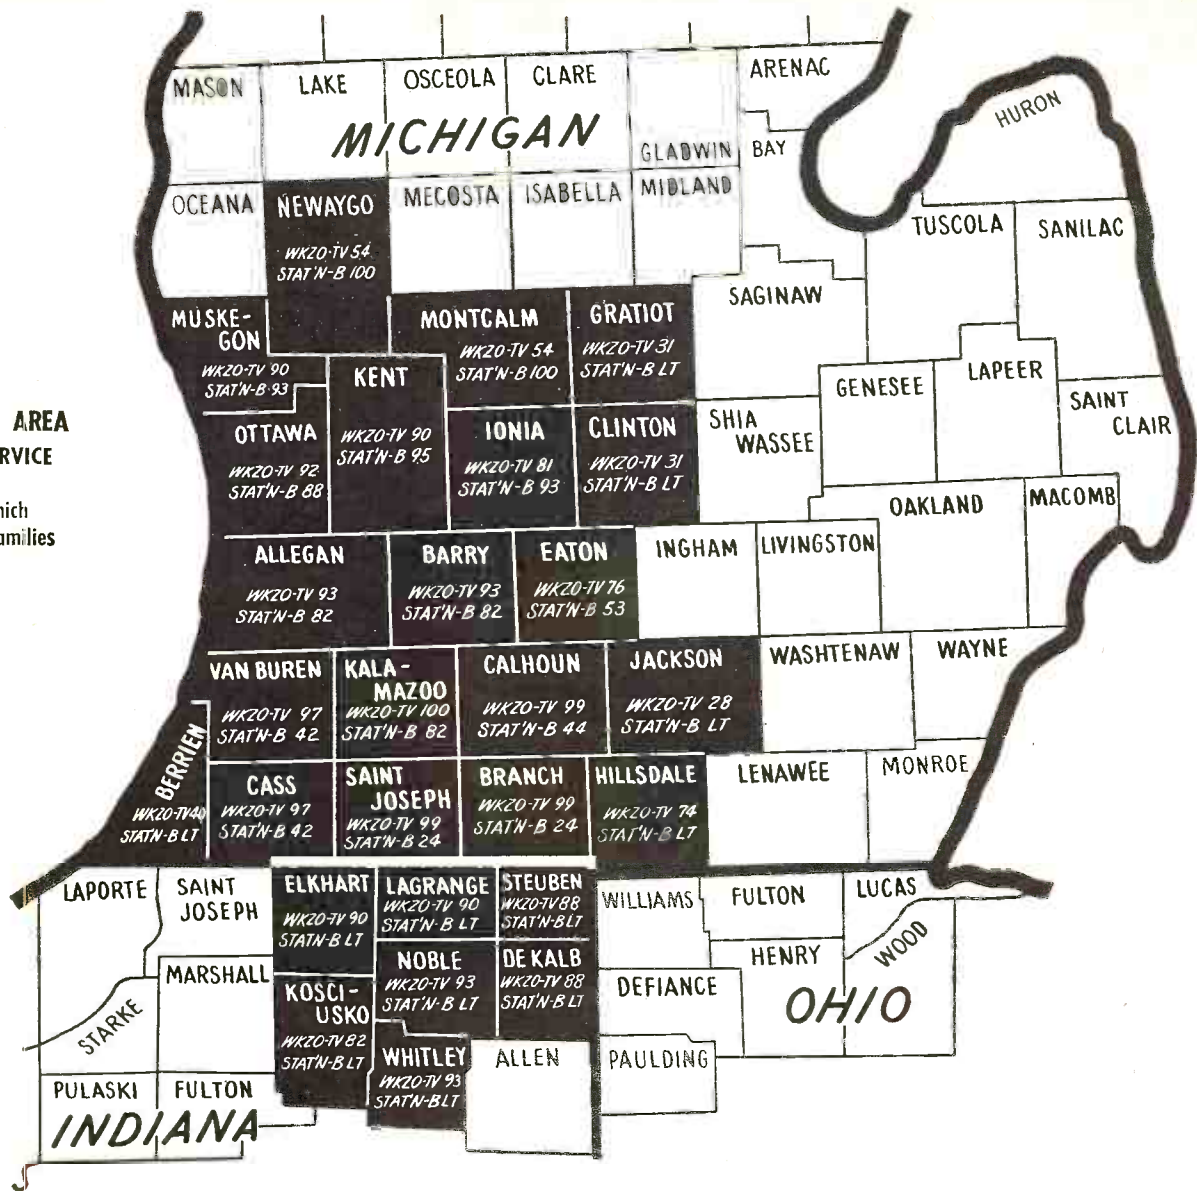 MASON
LAKE
OSCEOLA
CLARE
ARENAC
HURON
MICHIGAN
GLADWIN
BAY
OCEANA
NEWAYGO
WKZO-TV 54
STAT'N-B 100
MECOSTA
ISABELLA
MIDLAND
TUSCOLA
SANILAC
SAGINAW
MUSKE-
GON
WKZO-TV 90
STAT'N-B 93
MONTCALM
WKZO-TV 54
STAT'N-B 100
GRATIOT
WKZO-TV 31
STAT'N-B LT
KENT
WKZO-TV 90
STAT'N-B 95
GENESEE
LAPEER
SAINT
CLAIR
AREA
RVICE
hich
amilies
OTTAWA
WKZO-TV 92
STAT'N-B 88
IONIA
WKZO-TV 81
STAT'N-B 93
CLINTON
WKZO-TV 31
STAT'N-B LT
SHIA
WASSEE
OAKLAND
MACOMB
ALLEGAN
WKZO-TV 93
STAT'N-B 82
BARRY
WKZO-TV 93
STAT'N-B 82
EATON
WKZO-TV 76
STAT'N-B 53
INGHAM
LIVINGSTON
VAN BUREN
WKZO-TV 97
STAT'N-B 42
KALA-
MAZOO
WKZO-TV 100
STAT'N-B 82
CALHOUN
WKZO-TV 99
STAT'N-B 44
JACKSON
WKZO-TV 28
STAT'N-B LT
WASHTENAW
WAYNE
BERRIEN
WKZO-TV 40
STAT'N-B LT
CASS
WKZO-TV 97
STAT'N-B 42
SAINT
JOSEPH
WKZO-TV 99
STAT'N-B 24
BRANCH
WKZO-TV 99
STAT'N-B 24
HILLSDALE
WKZO-TV 74
STAT'N-B LT
LENAWEE
MONROE
LAPORTE
SAINT
JOSEPH
ELKHART
WKZO-TV 90
STAT'N-B LT
LAGRANGE
WKZO-TV 90
STAT'N-B LT
STEUBEN
WKZO-TV 88
STAT'N-B LT
WILLIAMS
FULTON
LUCAS
WOOD
MARSHALL
STARKE
KOSCI-
USKO
WKZO-TV 82
STAT'N-B LT
NOBLE
WKZO-TV 93
STAT'N-B LT
DE KALB
WKZO-TV 88
STAT'N-B LT
DEFIANCE
HENRY
OHIO
WHITLEY
WKZO-TV 93
STAT'N-B LT
ALLEN
PAULDING
PULASKI
FULTON
INDIANA